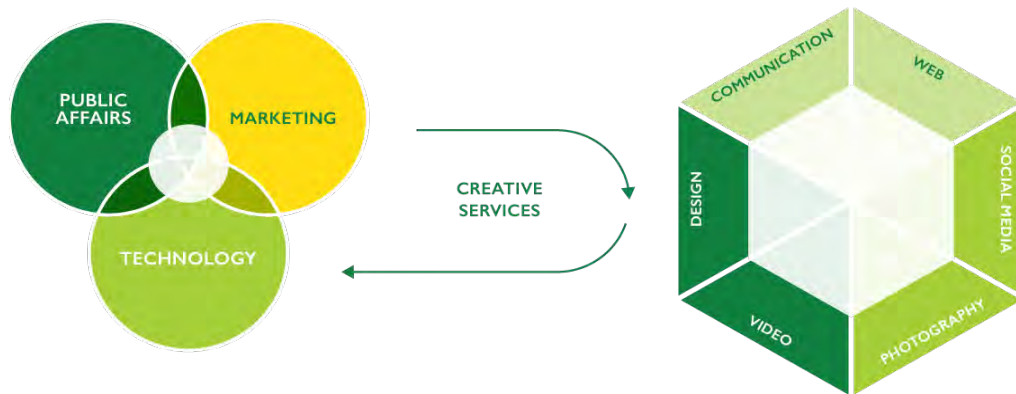 PUBLIC
AFFAIRS
MARKETING
TECHNOLOGY
CREATIVE
SERVICES
COMMUNICATION
WEB
SOCIAL MEDIA
DESIGN
VIDEO
PHOTOGRAPHY